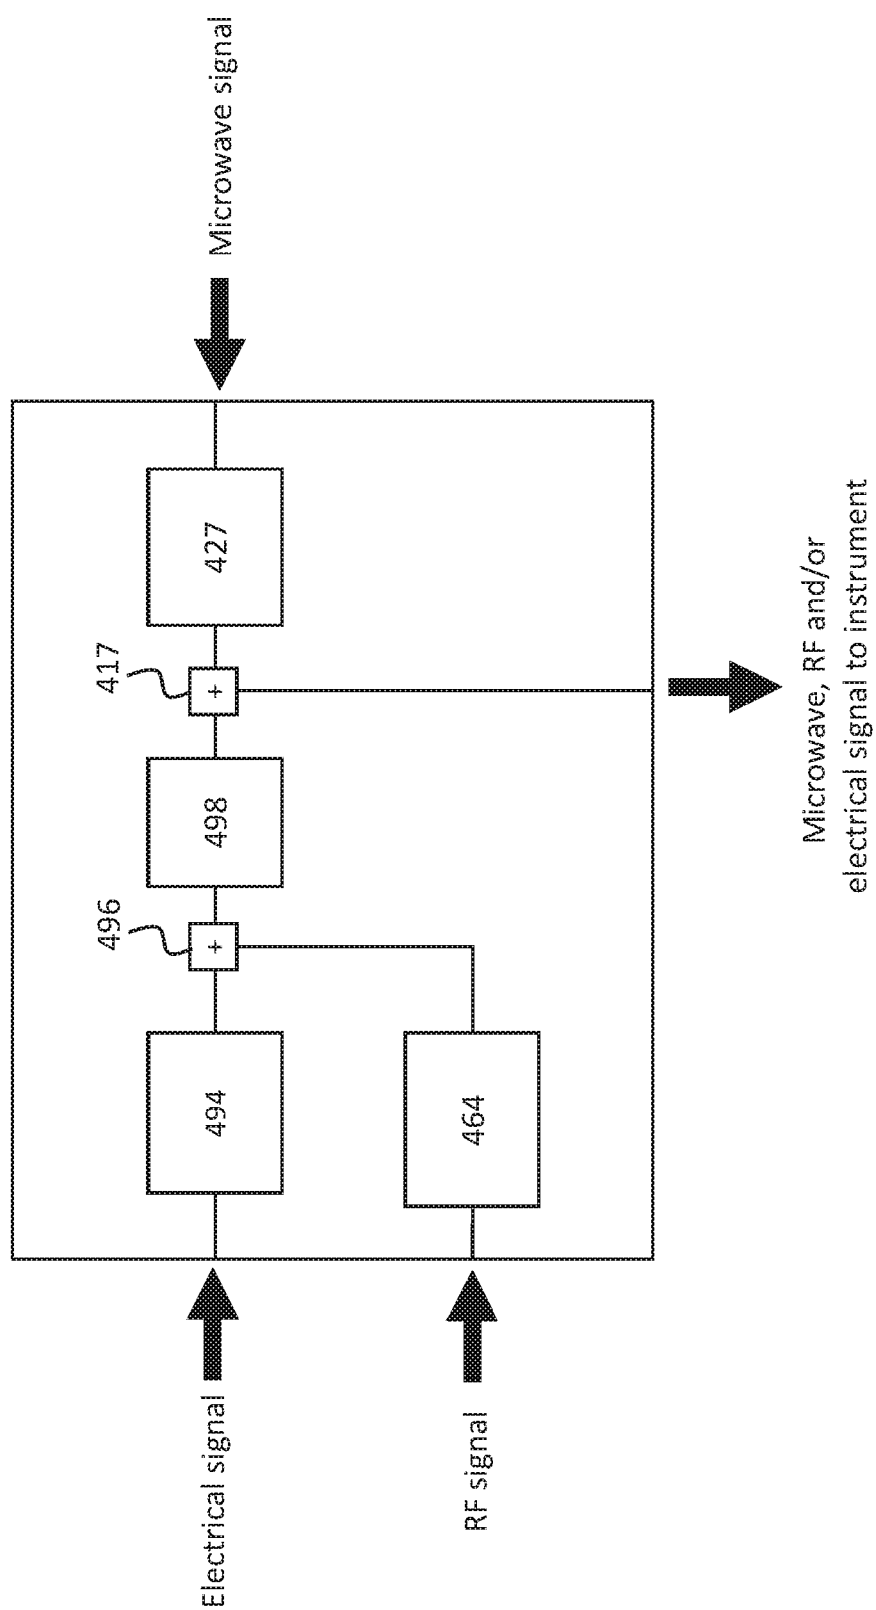 Electrical signal
RF signal
494
464
496
+
498
417
+
427
Microwave signal
Microwave, RF and/or
electrical signal to instrument